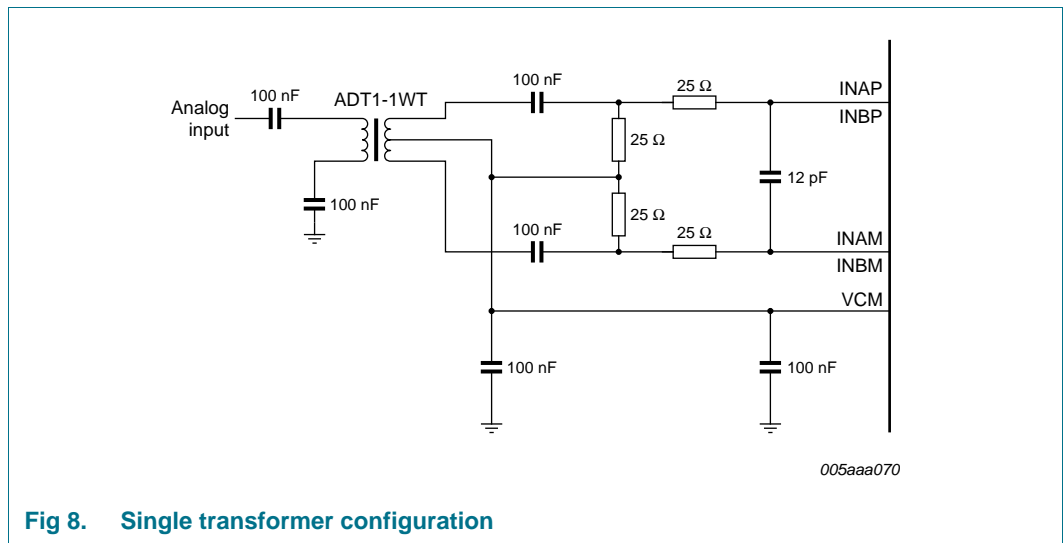 100 nF
25 Ω
INAP
ADT1-1WT
100 nF
Analog
input
INBP
25 Ω
12 pF
100 nF
25 Ω
100 nF
25 Ω
INAM
INBM
VCM
100 nF
100 nF
005aaa070
Fig 8. Single transformer configuration